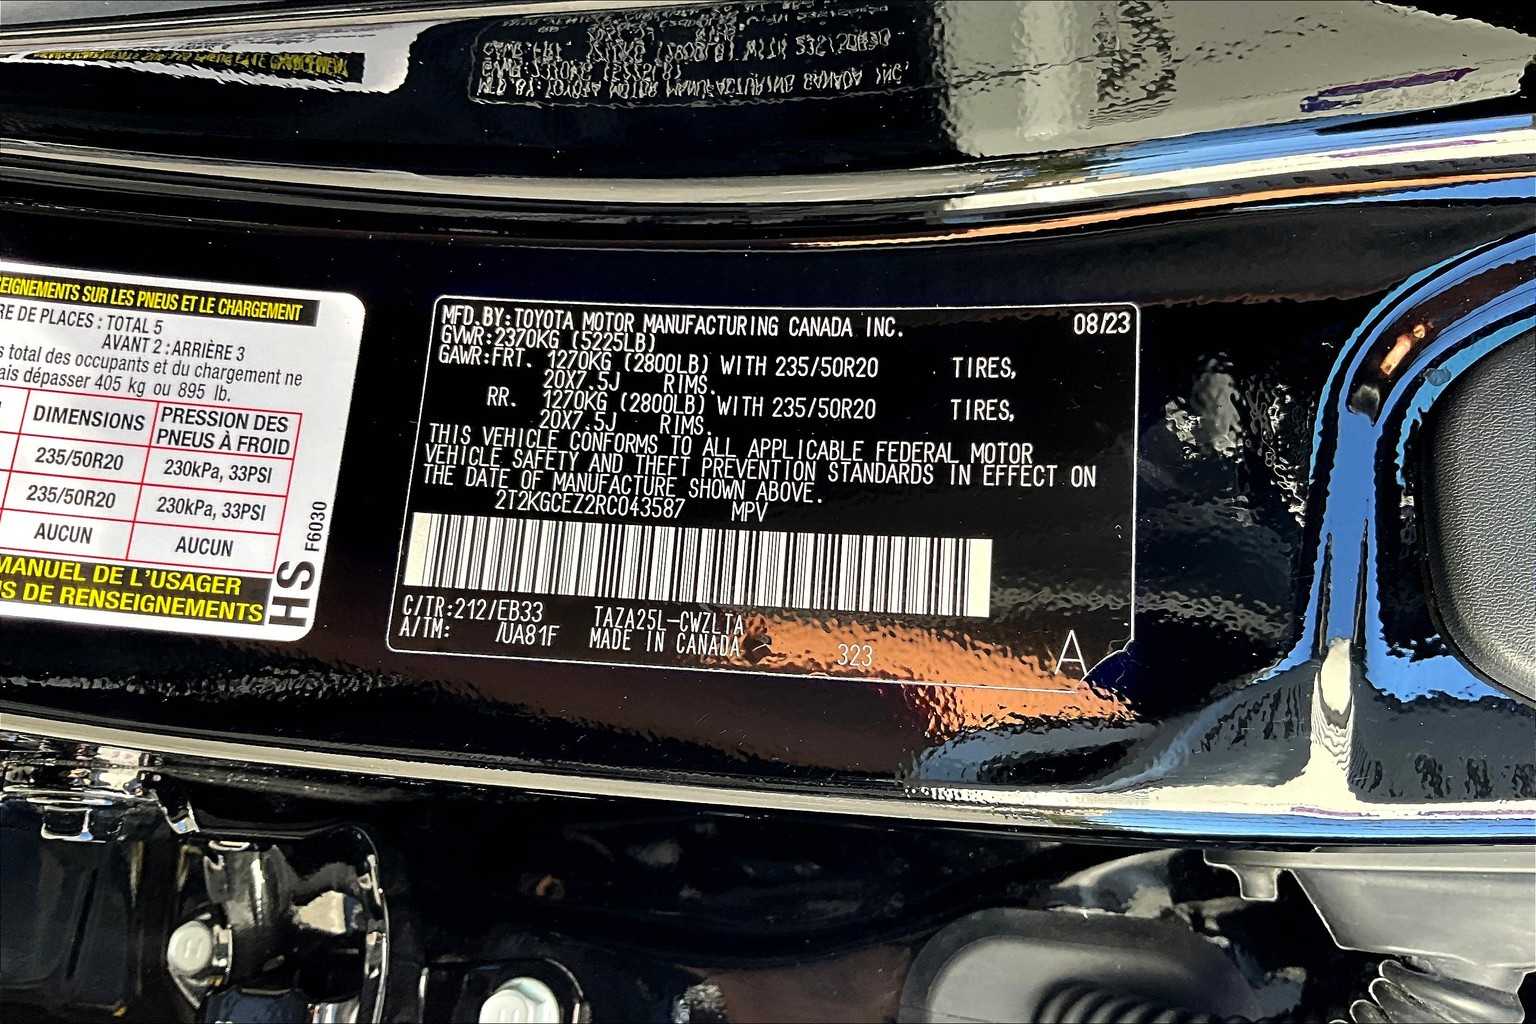 EIGNEMENTS SUR LES PNEUS ET LE CHARGEMENT
RE DE PLACES : TOTAL 5
AVANT 2 : ARRIÈRE 3
s total des occupants et du chargement ne
ais dépasser 405 kg ou 895 lb.
DIMENSIONS PRESSION DES PNEUS À FROID
235/50R20 230kPa, 33PSI
235/50R20 230kPa, 33PSI
AUCUN AUCUN
MANUEL DE L'USAGER
S DE RENSEIGNEMENTS
HS F6030
MFD.BY:TOYOTA MOTOR MANUFACTURING CANADA INC. 08/23
GVWR:2370KG (5225LB)
GAWR:FRT. 1270KG (2800LB) WITH 235/50R20 TIRES,
20X7.5J RIMS.
RR. 1270KG (2800LB) WITH 235/50R20 TIRES,
20X7.5J RIMS.
THIS VEHICLE CONFORMS TO ALL APPLICABLE FEDERAL MOTOR
VEHICLE SAFETY AND THEFT PREVENTION STANDARDS IN EFFECT ON
THE DATE OF MANUFACTURE SHOWN ABOVE.
2T2KGCEZ2RC043587 MPV
C/TR:212/EB33 TAZA25L-CWZLTA
A/TM: /UA81F MADE IN CANADA
323 A